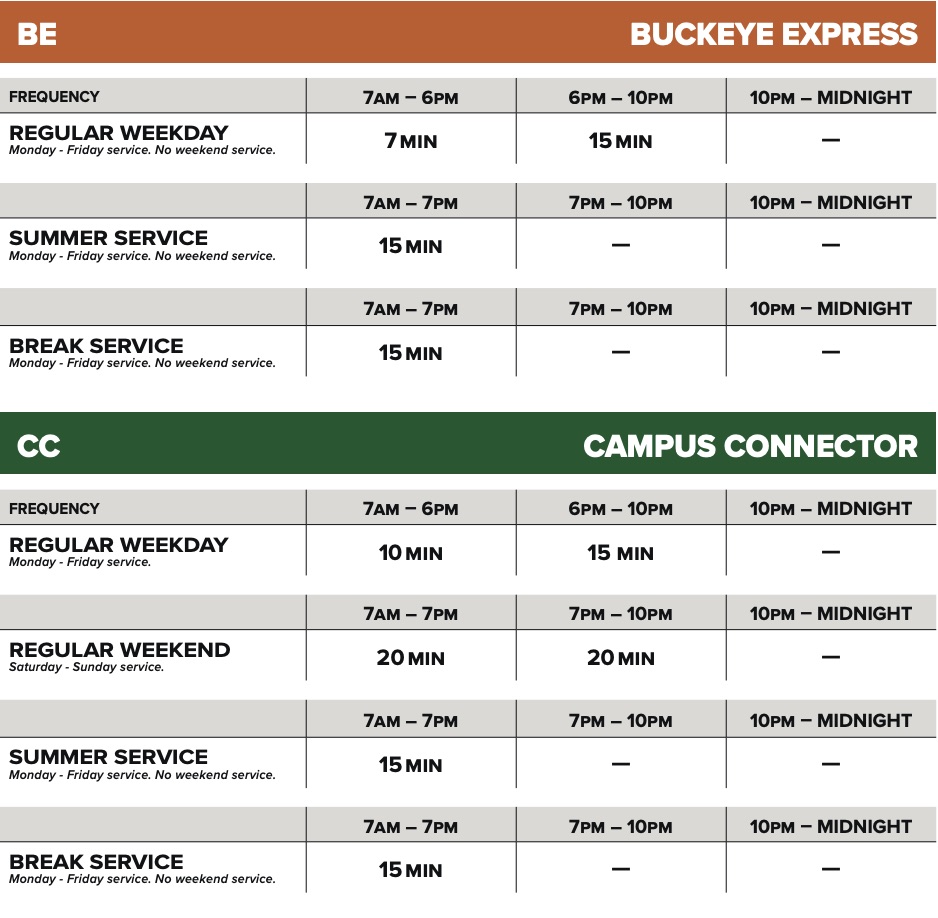 BE BUCKEYE EXPRESS
FREQUENCY 7AM – 6PM 6PM – 10PM 10PM – MIDNIGHT
REGULAR WEEKDAY 7 MIN 15 MIN —
Monday - Friday service. No weekend service.
7AM – 7PM 7PM – 10PM 10PM – MIDNIGHT
SUMMER SERVICE 15 MIN — —
Monday - Friday service. No weekend service.
7AM – 7PM 7PM – 10PM 10PM – MIDNIGHT
BREAK SERVICE 15 MIN — —
Monday - Friday service. No weekend service.
CC CAMPUS CONNECTOR
FREQUENCY 7AM – 6PM 6PM – 10PM 10PM – MIDNIGHT
REGULAR WEEKDAY 10 MIN 15 MIN —
Monday - Friday service.
7AM – 7PM 7PM – 10PM 10PM – MIDNIGHT
REGULAR WEEKEND 20 MIN 20 MIN —
Saturday - Sunday service.
7AM – 7PM 7PM – 10PM 10PM – MIDNIGHT
SUMMER SERVICE 15 MIN — —
Monday - Friday service. No weekend service.
7AM – 7PM 7PM – 10PM 10PM – MIDNIGHT
BREAK SERVICE 15 MIN — —
Monday - Friday service. No weekend service.